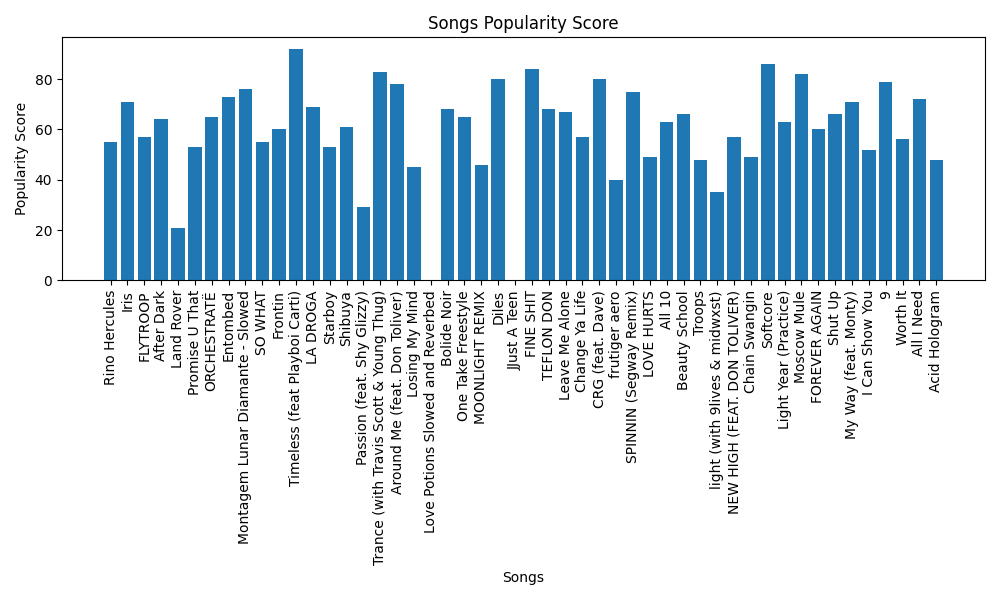 Songs Popularity Score
Popularity Score
80
60
40
20
0
Rino Hercules
Iris
FLYTROOP
After Dark
Land Rover
Promise U That
ORCHESTRATE
Entombed
Montagem Lunar Diamante - Slowed
SO WHAT
Frontin
Timeless (feat Playboi Carti)
LA DROGA
Starboy
Shibuya
Passion (feat. Shy Glizzy)
Trance (with Travis Scott & Young Thug)
Around Me (feat. Don Toliver)
Losing My Mind
Love Potions Slowed and Reverbed
Bolide Noir
One Take Freestyle
MOONLIGHT REMIX
Diles
JJust A Teen
FINE SHIT
TEFLON DON
Leave Me Alone
Change Ya Life
CRG (feat. Dave)
frutiger aero
SPINNIN (Segway Remix)
LOVE HURTS
All 10
Beauty School
Troops
light (with 9lives & midwxst)
NEW HIGH (FEAT. DON TOLIVER)
Chain Swangin
Softcore
Light Year (Practice)
Moscow Mule
FOREVER AGAIN
Shut Up
My Way (feat. Monty)
I Can Show You
9
Worth It
All I Need
Acid Hologram
Songs